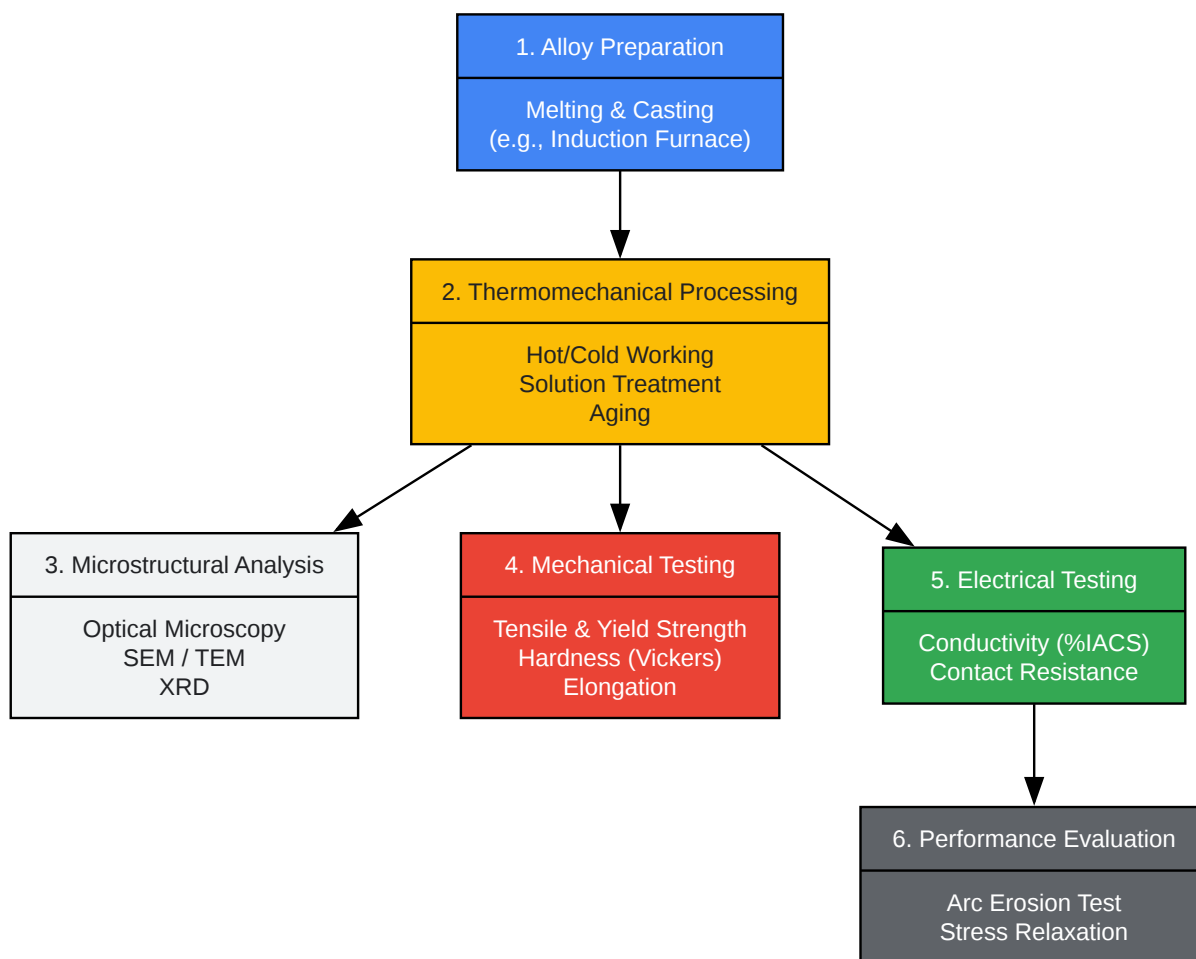 1. Alloy Preparation
Melting & Casting
(e.g., Induction Furnace)
2. Thermomechanical Processing
Hot/Cold Working
Solution Treatment
Aging
3. Microstructural Analysis
Optical Microscopy
SEM / TEM
XRD
4. Mechanical Testing
Tensile & Yield Strength
Hardness (Vickers)
Elongation
5. Electrical Testing
Conductivity (%IACS)
Contact Resistance
6. Performance Evaluation
Arc Erosion Test
Stress Relaxation